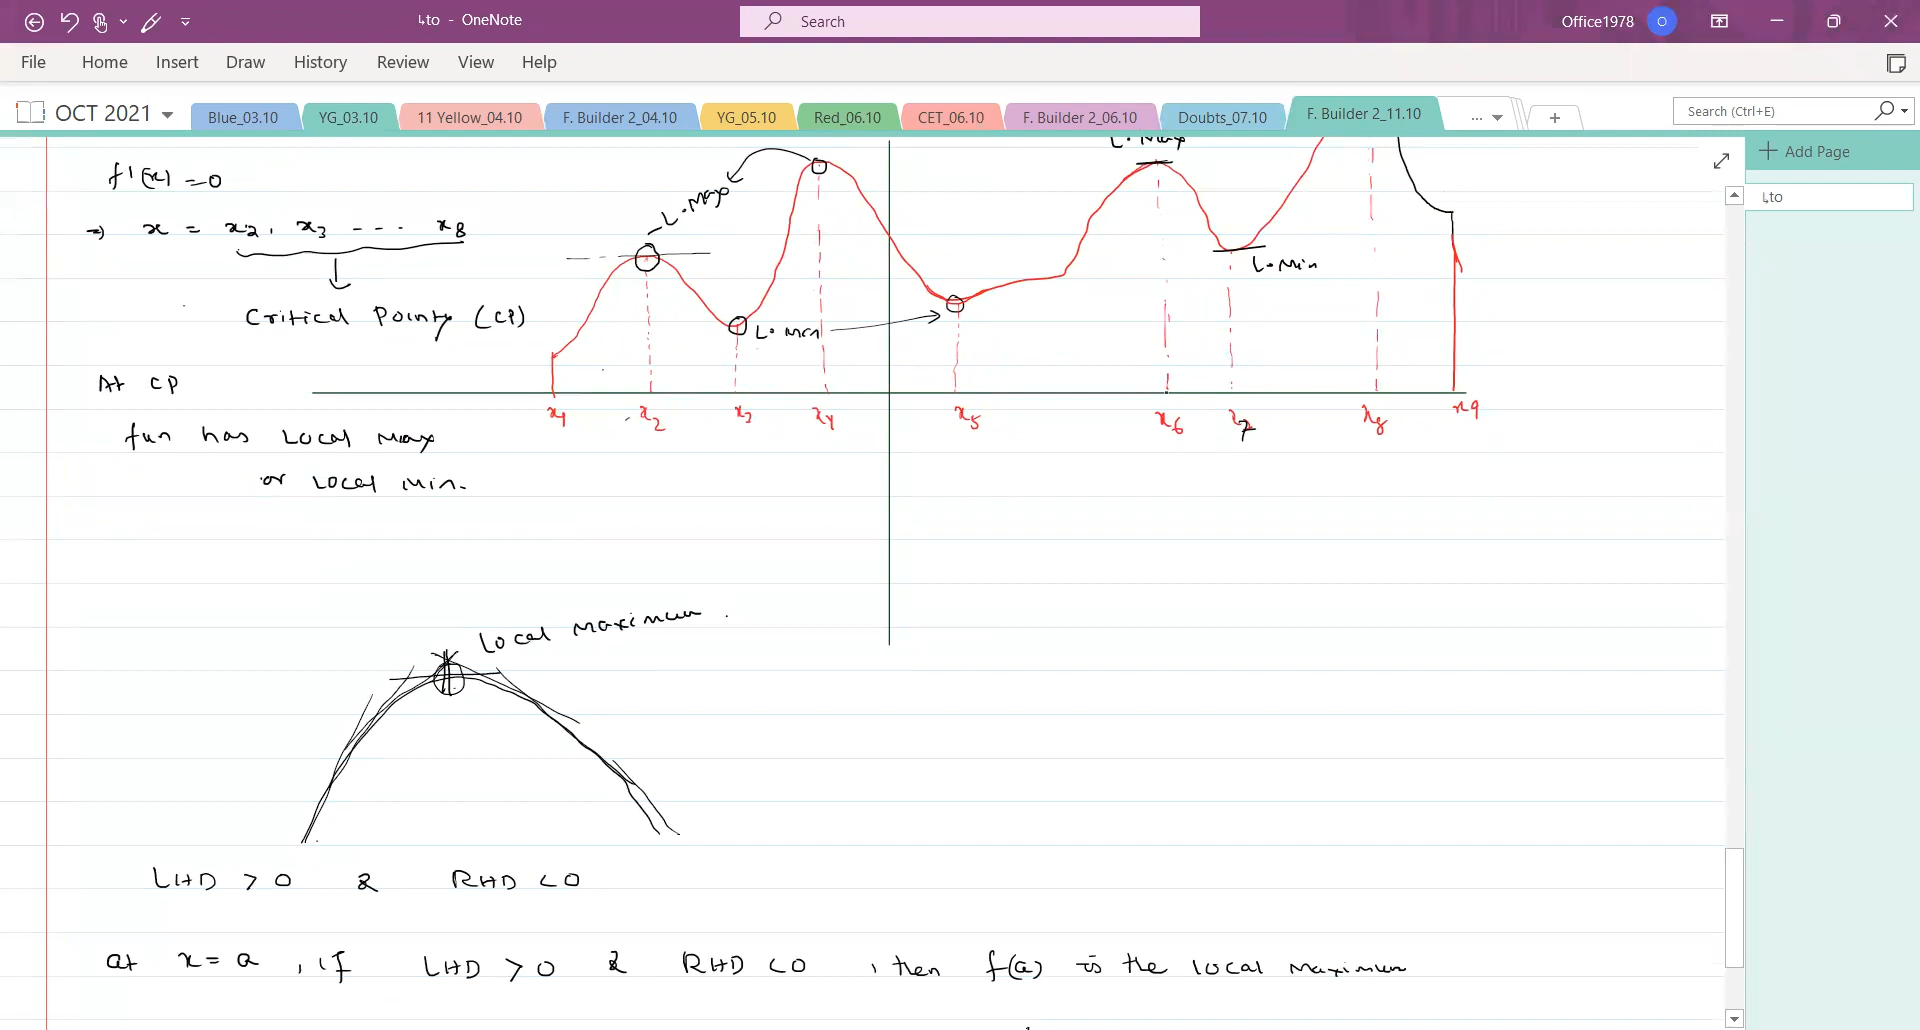 ↳to - OneNote
Search
Office1978
O
File Home Insert Draw History Review View Help
OCT 2021
Blue_03.10
YG_03.10
11 Yellow_04.10
F. Builder 2_04.10
YG_05.10
Red_06.10
CET_06.10
F. Builder 2_06.10
Doubts_07.10
F. Builder 2_11.10
...
+
Search (Ctrl+E)
+ Add Page
↳to
f'(x) = 0
⇒ x = x2, x3 --- x8
Critical Points (CP)
At CP
fun has Local Max
or Local Min.
L.Max
L.Max
L.Min
L.Min
x1 x2 x3 x4 x5 x6 x7 x8 x9
Local Maximum.
LHD > 0 & RHD < 0
at x = a, if LHD > 0 & RHD < 0, then f(a) is the local maximum